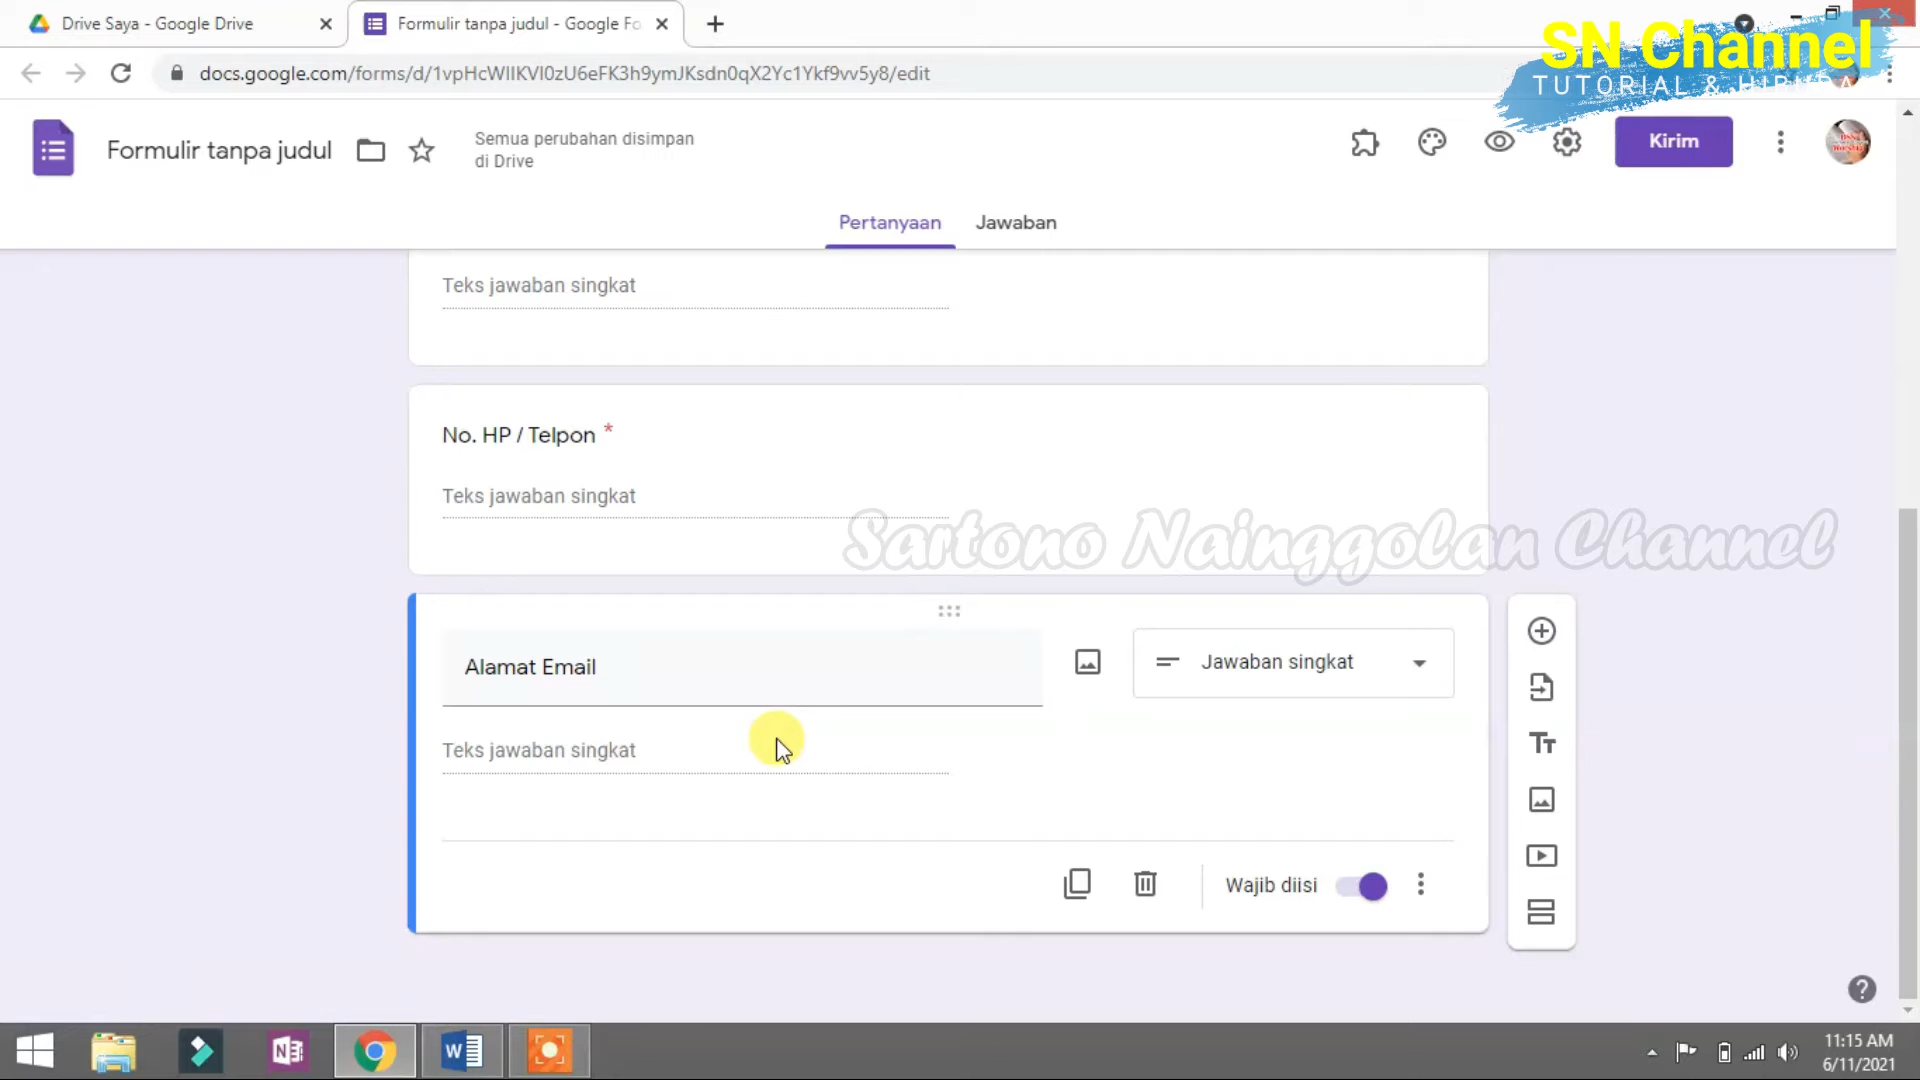 Drive Saya - Google Drive
Formulir tanpa judul - Google Fo
docs.google.com/forms/d/1vpHcWIIKVI0zU6eFK3h9ymJKsdn0qX2Yc1Ykf9vv5y8/edit
SN Channel
TUTORIAL &
Formulir tanpa judul
Semua perubahan disimpan
di Drive
Kirim
Pertanyaan
Jawaban
Teks jawaban singkat
No. HP / Telpon *
Teks jawaban singkat
Sartono Nainggolan Channel
Alamat Email
Jawaban singkat
Teks jawaban singkat
Wajib diisi
11:15 AM
6/11/2021